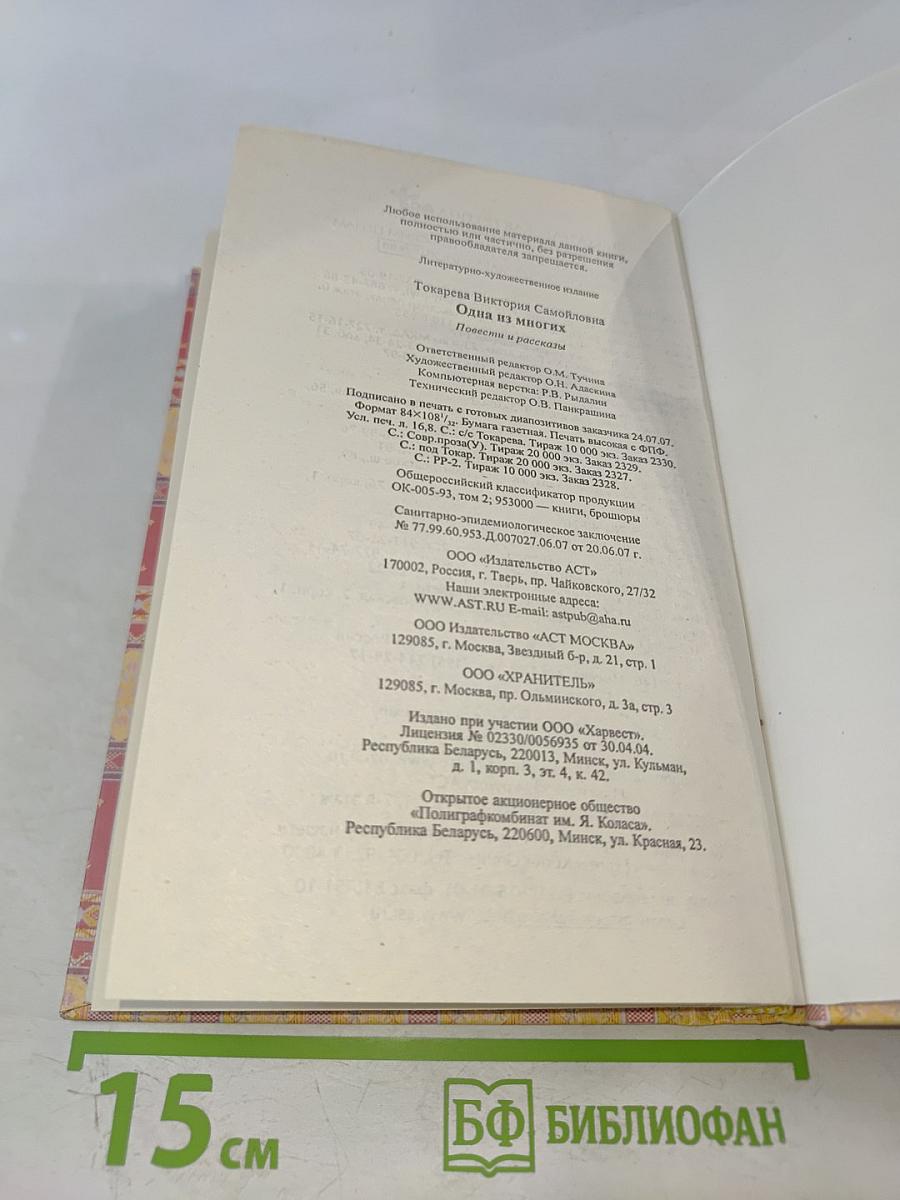 Любое использование материала данной книги,
полностью или частично, без разрешения
правообладателя запрещается.
Литературно-художественное издание
Токарева Виктория Самойловна
Одна из многих
Повести и рассказы
Ответственный редактор О.М. Тучина
Художественный редактор О.Н. Адаскина
Компьютерная верстка: Р.В. Рыдалин
Технический редактор О.В. Панкрашина
Подписано в печать с готовых диапозитивов заказчика 24.07.07.
Формат 84×108¹/₃₂. Бумага газетная. Печать высокая с ФПФ.
Усл. печ. л. 16,8. С.: с/с Токарева. Тираж 10 000 экз. Заказ 2330.
С.: Совр.проза(У). Тираж 20 000 экз. Заказ 2329.
С.: под Токар. Тираж 20 000 экз. Заказ 2327.
С.: РР-2. Тираж 10 000 экз. Заказ 2328.
Общероссийский классификатор продукции
ОК-005-93, том 2; 953000 — книги, брошюры
Санитарно-эпидемиологическое заключение
№ 77.99.60.953.Д.007027.06.07 от 20.06.07 г.
ООО «Издательство АСТ»
170002, Россия, г. Тверь, пр. Чайковского, 27/32
Наши электронные адреса:
WWW.AST.RU E-mail: astpub@aha.ru
ООО Издательство «АСТ МОСКВА»
129085, г. Москва, Звездный б-р, д. 21, стр. 1
ООО «ХРАНИТЕЛЬ»
129085, г. Москва, пр. Ольминского, д. 3а, стр. 3
Издано при участии ООО «Харвест».
Лицензия № 02330/0056935 от 30.04.04.
Республика Беларусь, 220013, Минск, ул. Кульман,
д. 1, корп. 3, эт. 4, к. 42.
Открытое акционерное общество
«Полиграфкомбинат им. Я. Коласа».
Республика Беларусь, 220600, Минск, ул. Красная, 23.
15 см
БФ БИБЛИОФАН